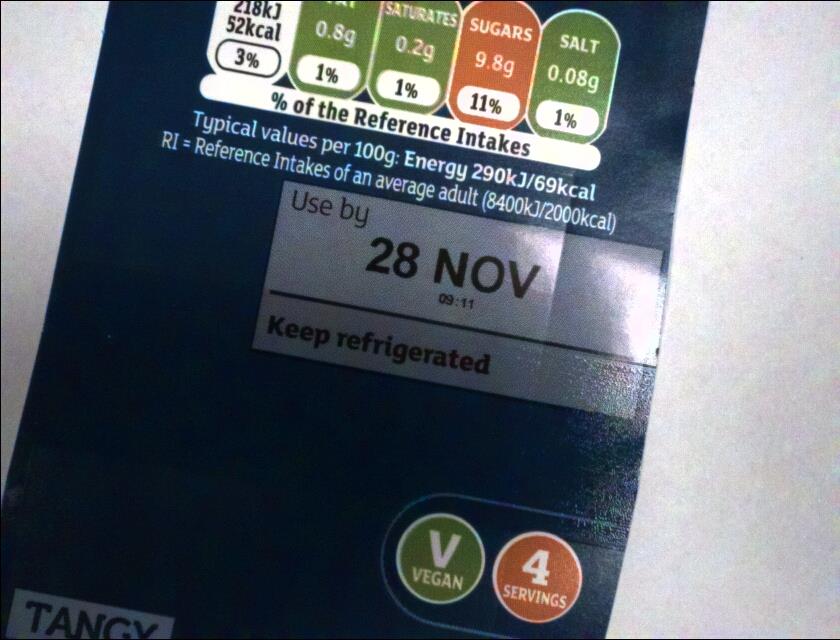 218kJ
52kcal
3%
0.8g
1%
SATURATES
0.2g
1%
SUGARS
9.8g
11%
SALT
0.08g
1%
% of the Reference Intakes
Typical values per 100g: Energy 290kJ/69kcal
RI = Reference Intakes of an average adult (8400kJ/2000kcal)
Use by
28 NOV
09:11
Keep refrigerated
V
VEGAN
4
SERVINGS
TANGY